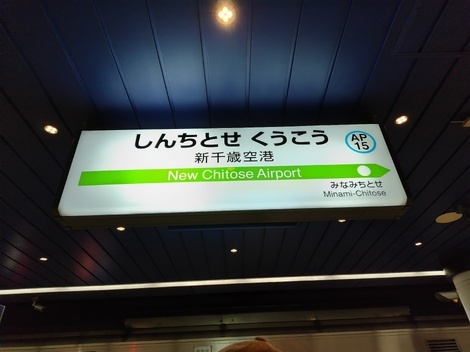 しんちとせ くうこう
AP
15
新千歳空港
New Chitose Airport
みなみちとせ
Minami-Chitose